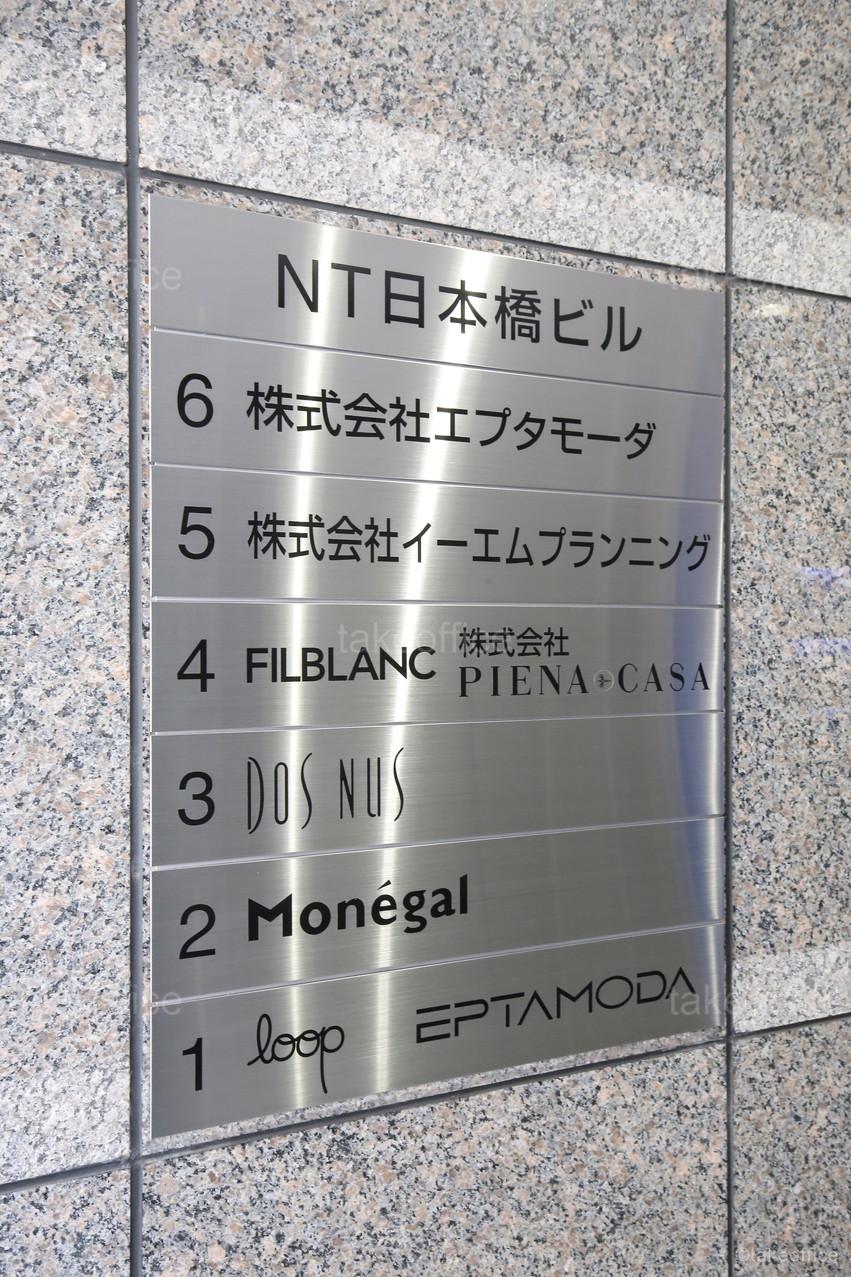 NT日本橋ビル
6 株式会社エプタモーダ
5 株式会社イーエムプランニング
4 FILBLANC 株式会社 PIENA CASA
3 DOS NUS
2 Monégal
1 loop EPTAMODA
takeoffice
takeoffice